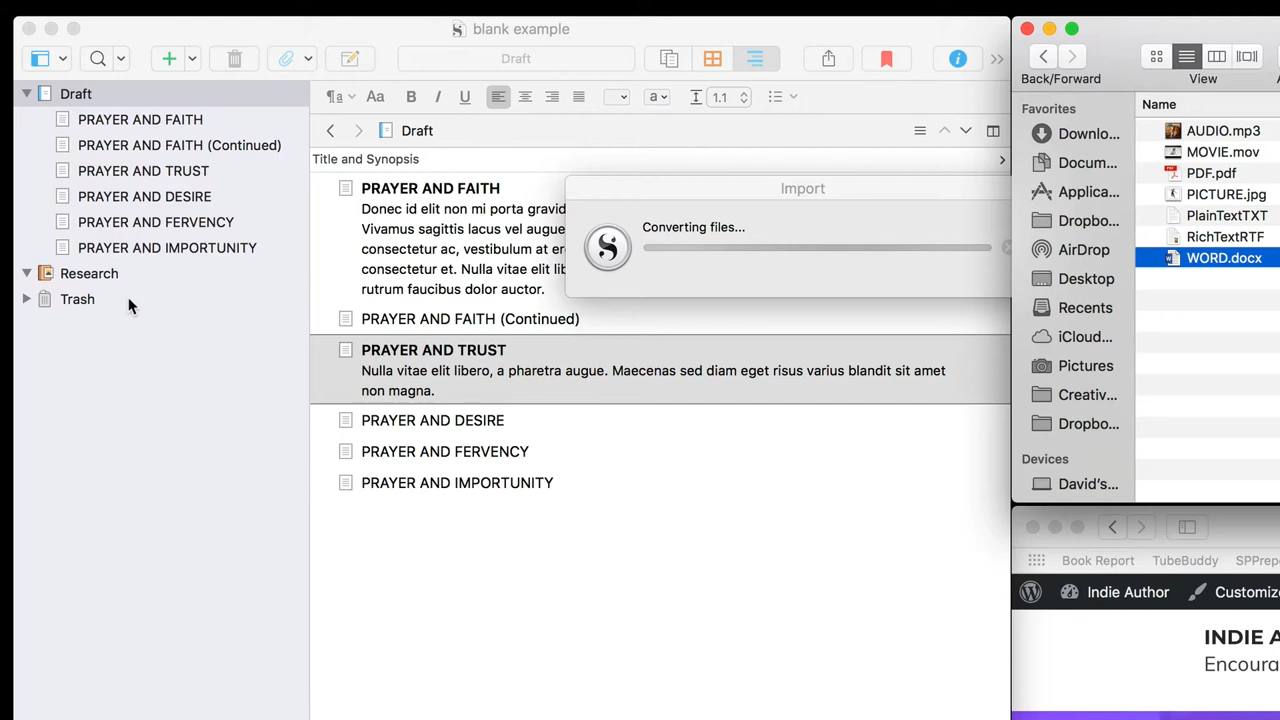 blank example
Draft
Draft
PRAYER AND FAITH
PRAYER AND FAITH (Continued)
PRAYER AND TRUST
PRAYER AND DESIRE
PRAYER AND FERVENCY
PRAYER AND IMPORTUNITY
Research
Trash
¶a
Aa
B I U
a
1.1
Draft
Title and Synopsis
PRAYER AND FAITH
Donec id elit non mi porta gravid
Vivamus sagittis lacus vel augue
consectetur ac, vestibulum at er
consectetur et. Nulla vitae elit lib
rutrum faucibus dolor auctor.
PRAYER AND FAITH (Continued)
PRAYER AND TRUST
Nulla vitae elit libero, a pharetra augue. Maecenas sed diam eget risus varius blandit sit amet
non magna.
PRAYER AND DESIRE
PRAYER AND FERVENCY
PRAYER AND IMPORTUNITY
Import
Converting files...
Back/Forward
View
Favorites
Downlo...
Docum...
Applica...
Dropbo...
AirDrop
Desktop
Recents
iCloud...
Pictures
Creativ...
Dropbo...
Devices
David's...
Name
AUDIO.mp3
MOVIE.mov
PDF.pdf
PICTURE.jpg
PlainTextTXT
RichTextRTF
WORD.docx
Book Report
TubeBuddy
SPPrep
Indie Author
Customiz
INDIE A
Encoura